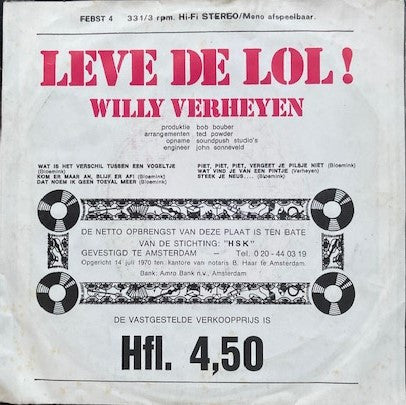 FEBST 4 33 1/3 rpm. Hi-Fi STEREO/Mono afspeelbaar.
LEVE DE LOL!
WILLY VERHEYEN
produktie bob bouber
arrangementen ted powder
opname soundpush studio's
engineer john sonneveld
WAT IS HET VERSCHIL TUSSEN EEN VOGELTJE
(Bloemink)
KOM ER MAAR AN, BLIJF ER AF! (Bloemink)
DAT NOEM IK GEEN TOEVAL MEER (Bloemink)
PIET, PIET, PIET, VERGEET JE PILSJE NIET (Bloemink)
WAT VIND JE VAN EEN PINTJE (Verheyen)
STEEK JE NEUS.... (Bloemink)
DE NETTO OPBRENGST VAN DEZE PLAAT IS TEN BATE
VAN DE STICHTING: "HSK"
GEVESTIGD TE AMSTERDAM – Tel. 0 20 - 44 03 19
Opgericht 14 juli 1970 ten kantore van notaris B. Haar te Amsterdam.
Bank: Amro Bank n.v., Amsterdam
DE VASTGESTELDE VERKOOPPRIJS IS
Hfl. 4,50